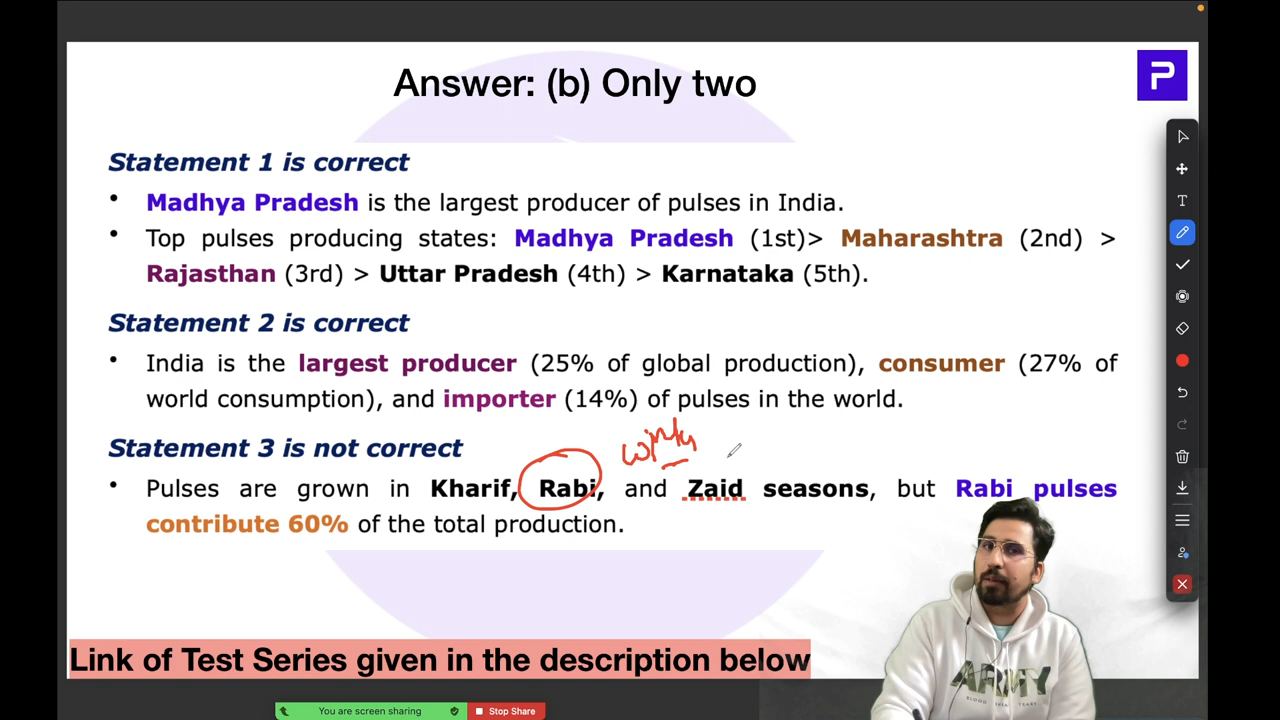 Answer: (b) Only two
Statement 1 is correct
• Madhya Pradesh is the largest producer of pulses in India.
• Top pulses producing states: Madhya Pradesh (1st)> Maharashtra (2nd) >
Rajasthan (3rd) > Uttar Pradesh (4th) > Karnataka (5th).
Statement 2 is correct
• India is the largest producer (25% of global production), consumer (27% of
world consumption), and importer (14%) of pulses in the world.
Statement 3 is not correct
• Pulses are grown in Kharif, Rabi, and Zaid seasons, but Rabi pulses
contribute 60% of the total production.
Link of Test Series given in the description below
ARMY
You are screen sharing
Stop Share